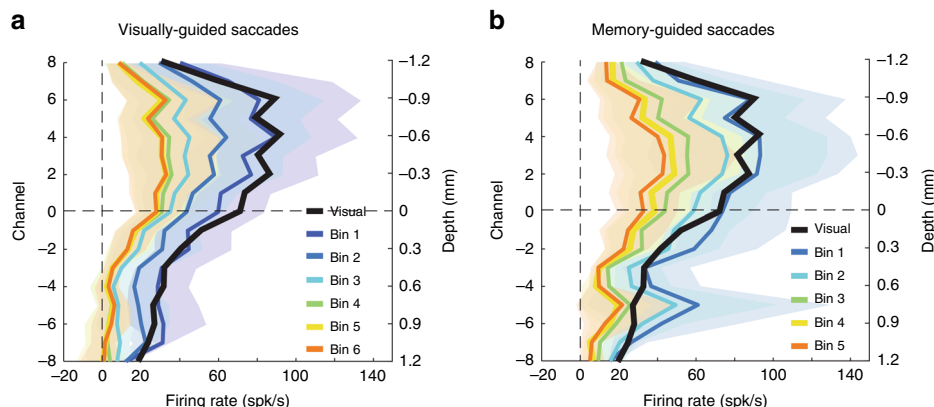 a
Visually-guided saccades
8
6
4
2
0
−2
−4
−6
−8
Channel
−1.2
−0.9
−0.6
−0.3
0
0.3
0.6
0.9
1.2
Depth (mm)
Visual
Bin 1
Bin 2
Bin 3
Bin 4
Bin 5
Bin 6
−20 0 20 60 100 140
Firing rate (spk/s)
b
Memory-guided saccades
8
6
4
2
0
−2
−4
−6
−8
Channel
−1.2
−0.9
−0.6
−0.3
0
0.3
0.6
0.9
1.2
Depth (mm)
Visual
Bin 1
Bin 2
Bin 3
Bin 4
Bin 5
−20 0 20 60 100 140
Firing rate (spk/s)